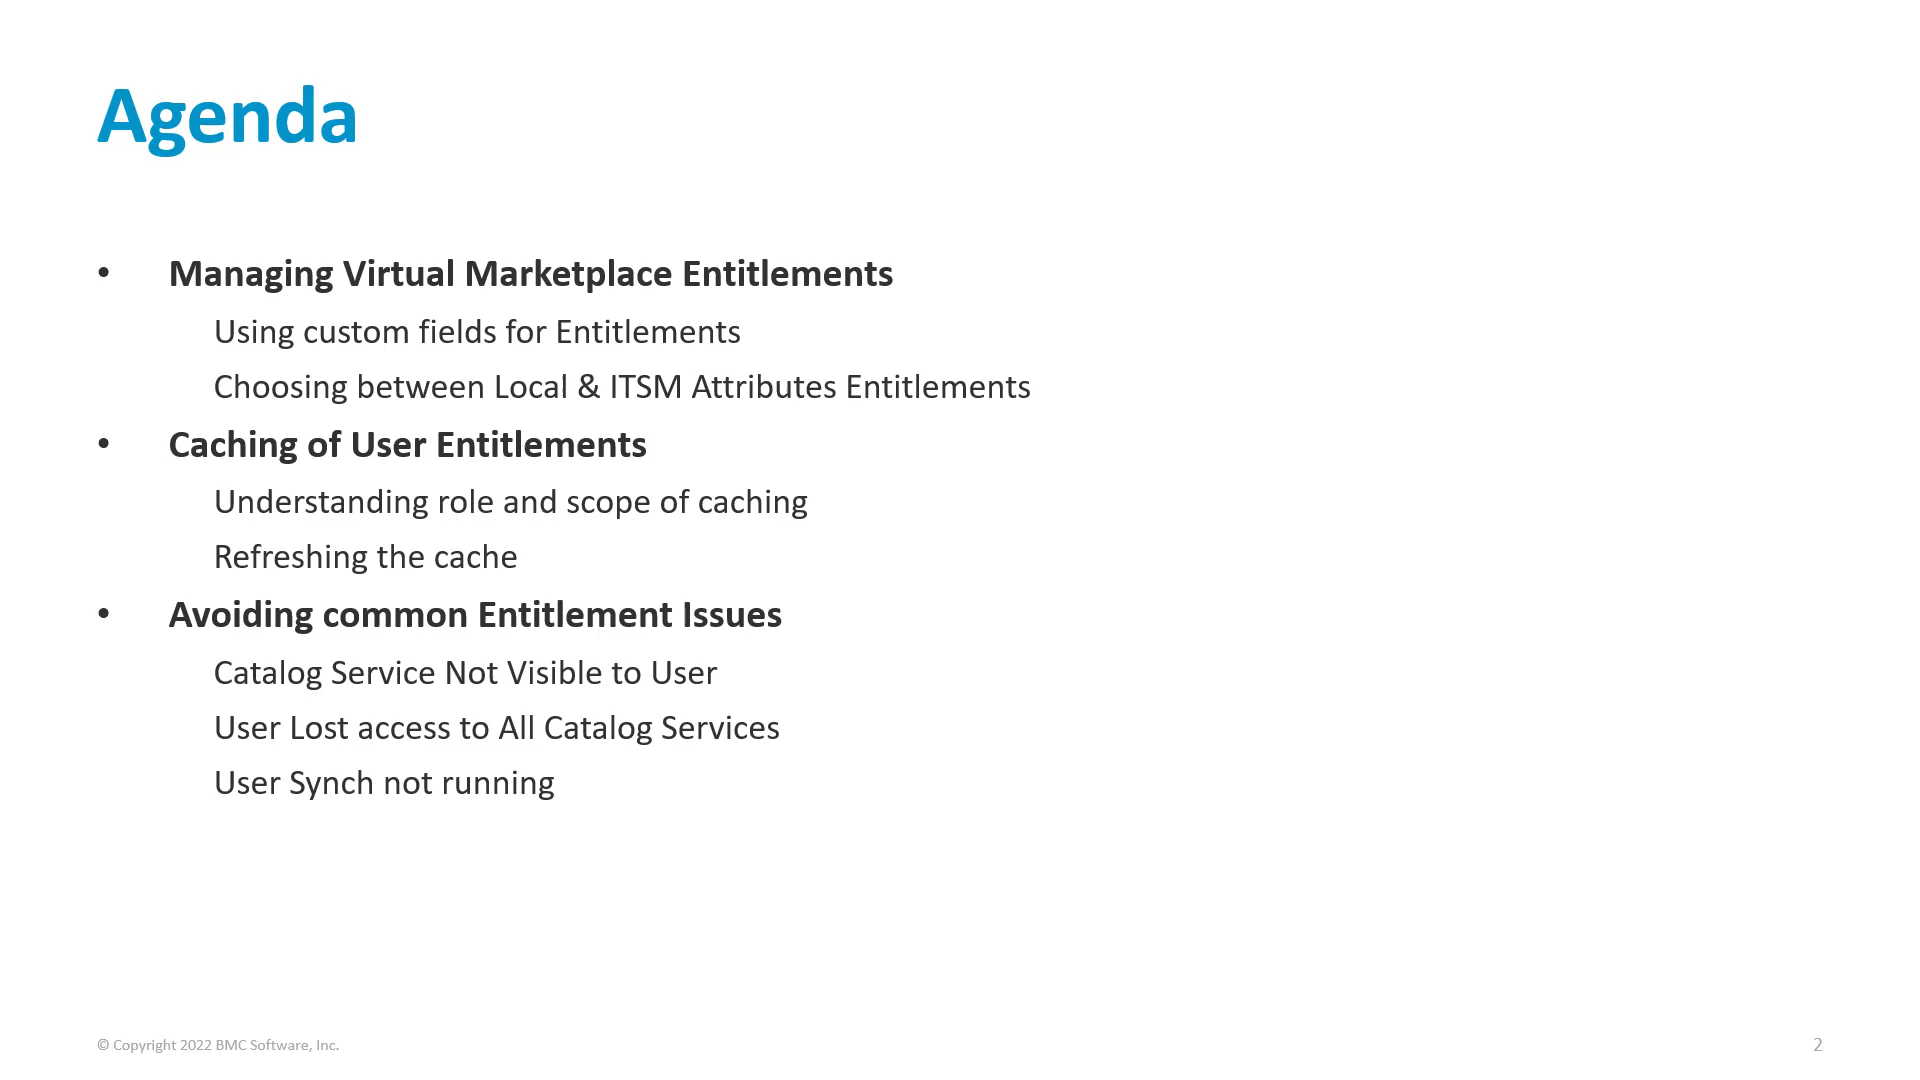 Agenda
• Managing Virtual Marketplace Entitlements
Using custom fields for Entitlements
Choosing between Local & ITSM Attributes Entitlements
• Caching of User Entitlements
Understanding role and scope of caching
Refreshing the cache
• Avoiding common Entitlement Issues
Catalog Service Not Visible to User
User Lost access to All Catalog Services
User Synch not running
© Copyright 2022 BMC Software, Inc.
2